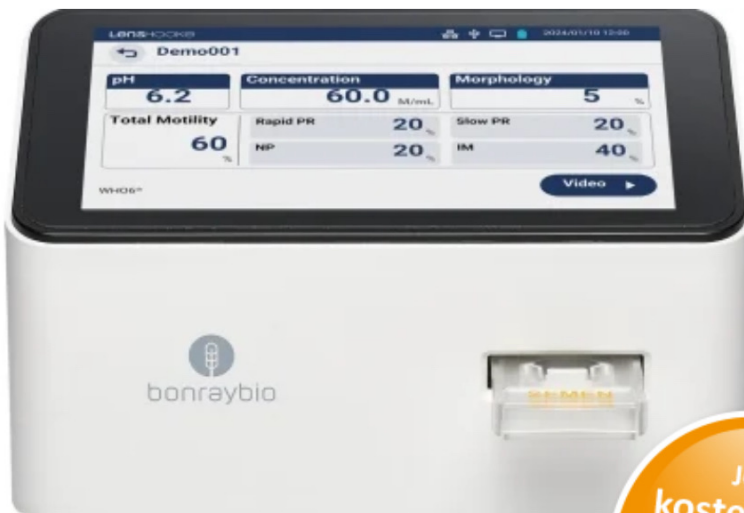 LENSHOOKE 2024/01/10 12:00
Demo001
pH Concentration Morphology
6.2 60.0 M/mL 5 %
Total Motility Rapid PR 20 % Slow PR 20 %
60 % NP 20 % IM 40 %
WHO6th Video
bonraybio
SEMEN